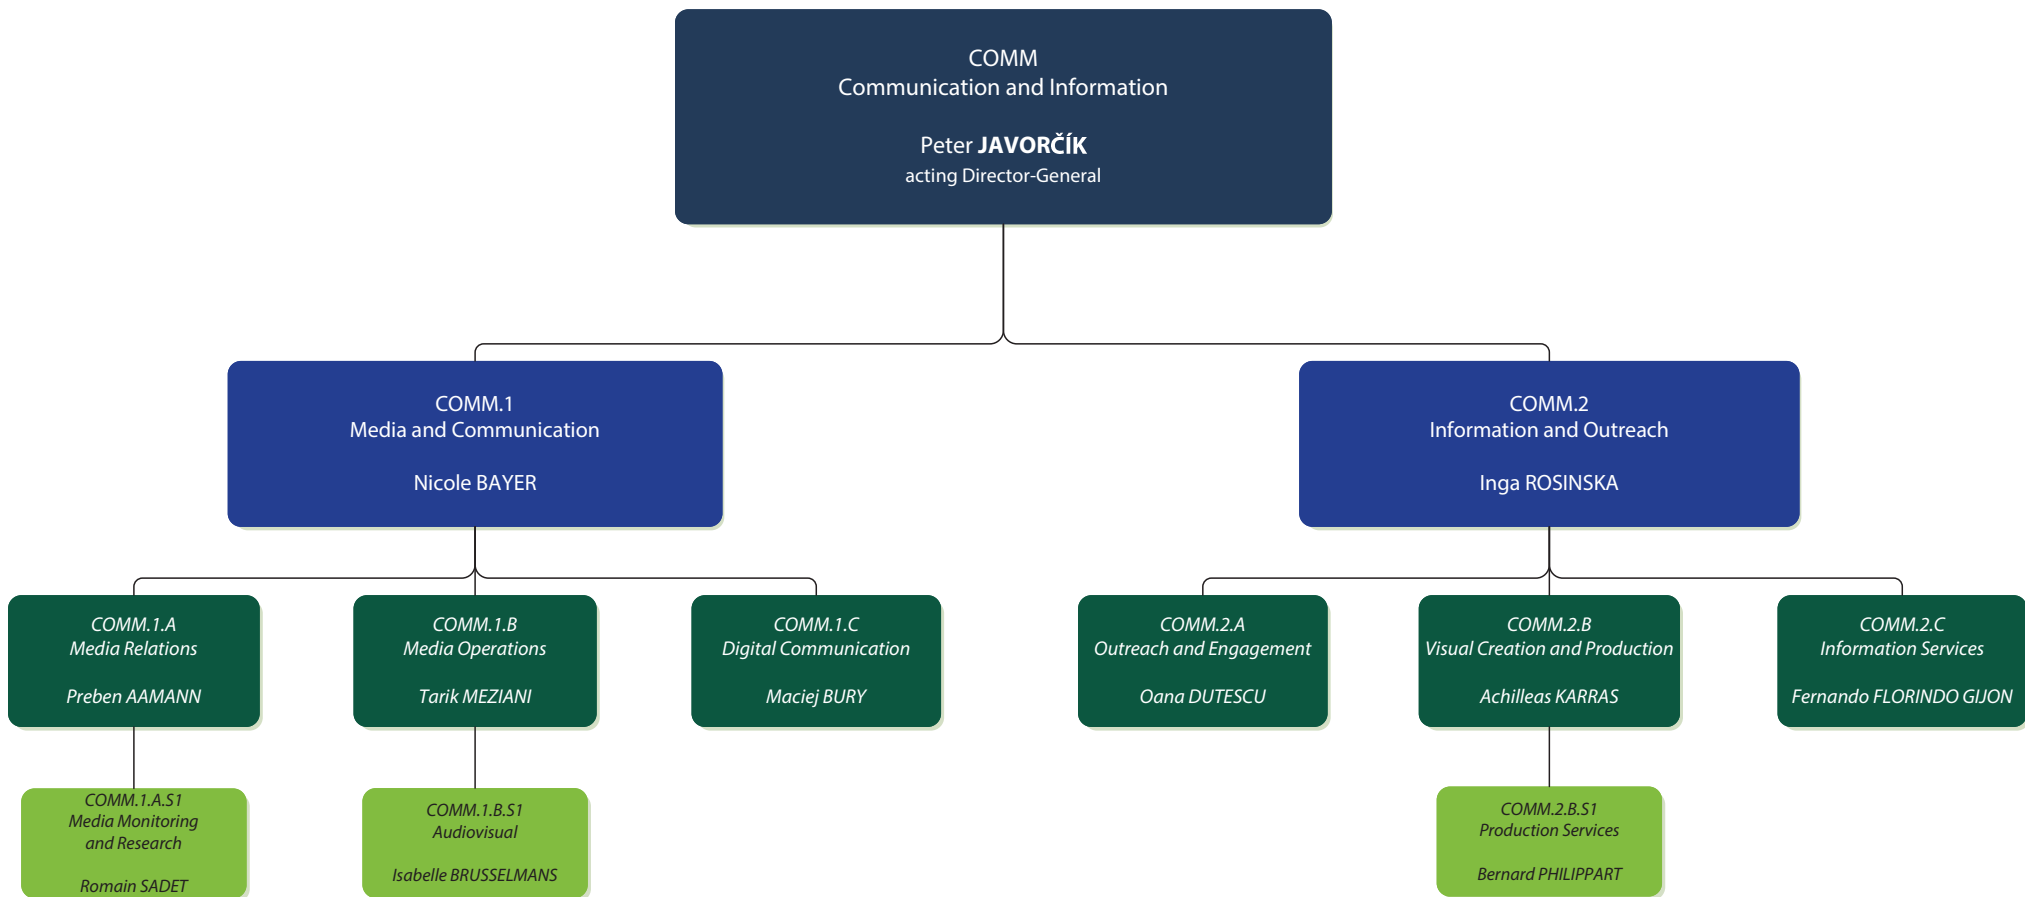 COMM
Communication and Information
Peter JAVORČÍK
acting Director-General
COMM.1
Media and Communication
Nicole BAYER
COMM.2
Information and Outreach
Inga ROSINSKA
COMM.1.A
Media Relations
Preben AAMANN
COMM.1.B
Media Operations
Tarik MEZIANI
COMM.1.C
Digital Communication
Maciej BURY
COMM.2.A
Outreach and Engagement
Oana DUTESCU
COMM.2.B
Visual Creation and Production
Achilleas KARRAS
COMM.2.C
Information Services
Fernando FLORINDO GIJON
COMM.1.A.S1
Media Monitoring
and Research
Romain SADET
COMM.1.B.S1
Audiovisual
Isabelle BRUSSELMANS
COMM.2.B.S1
Production Services
Bernard PHILIPPART